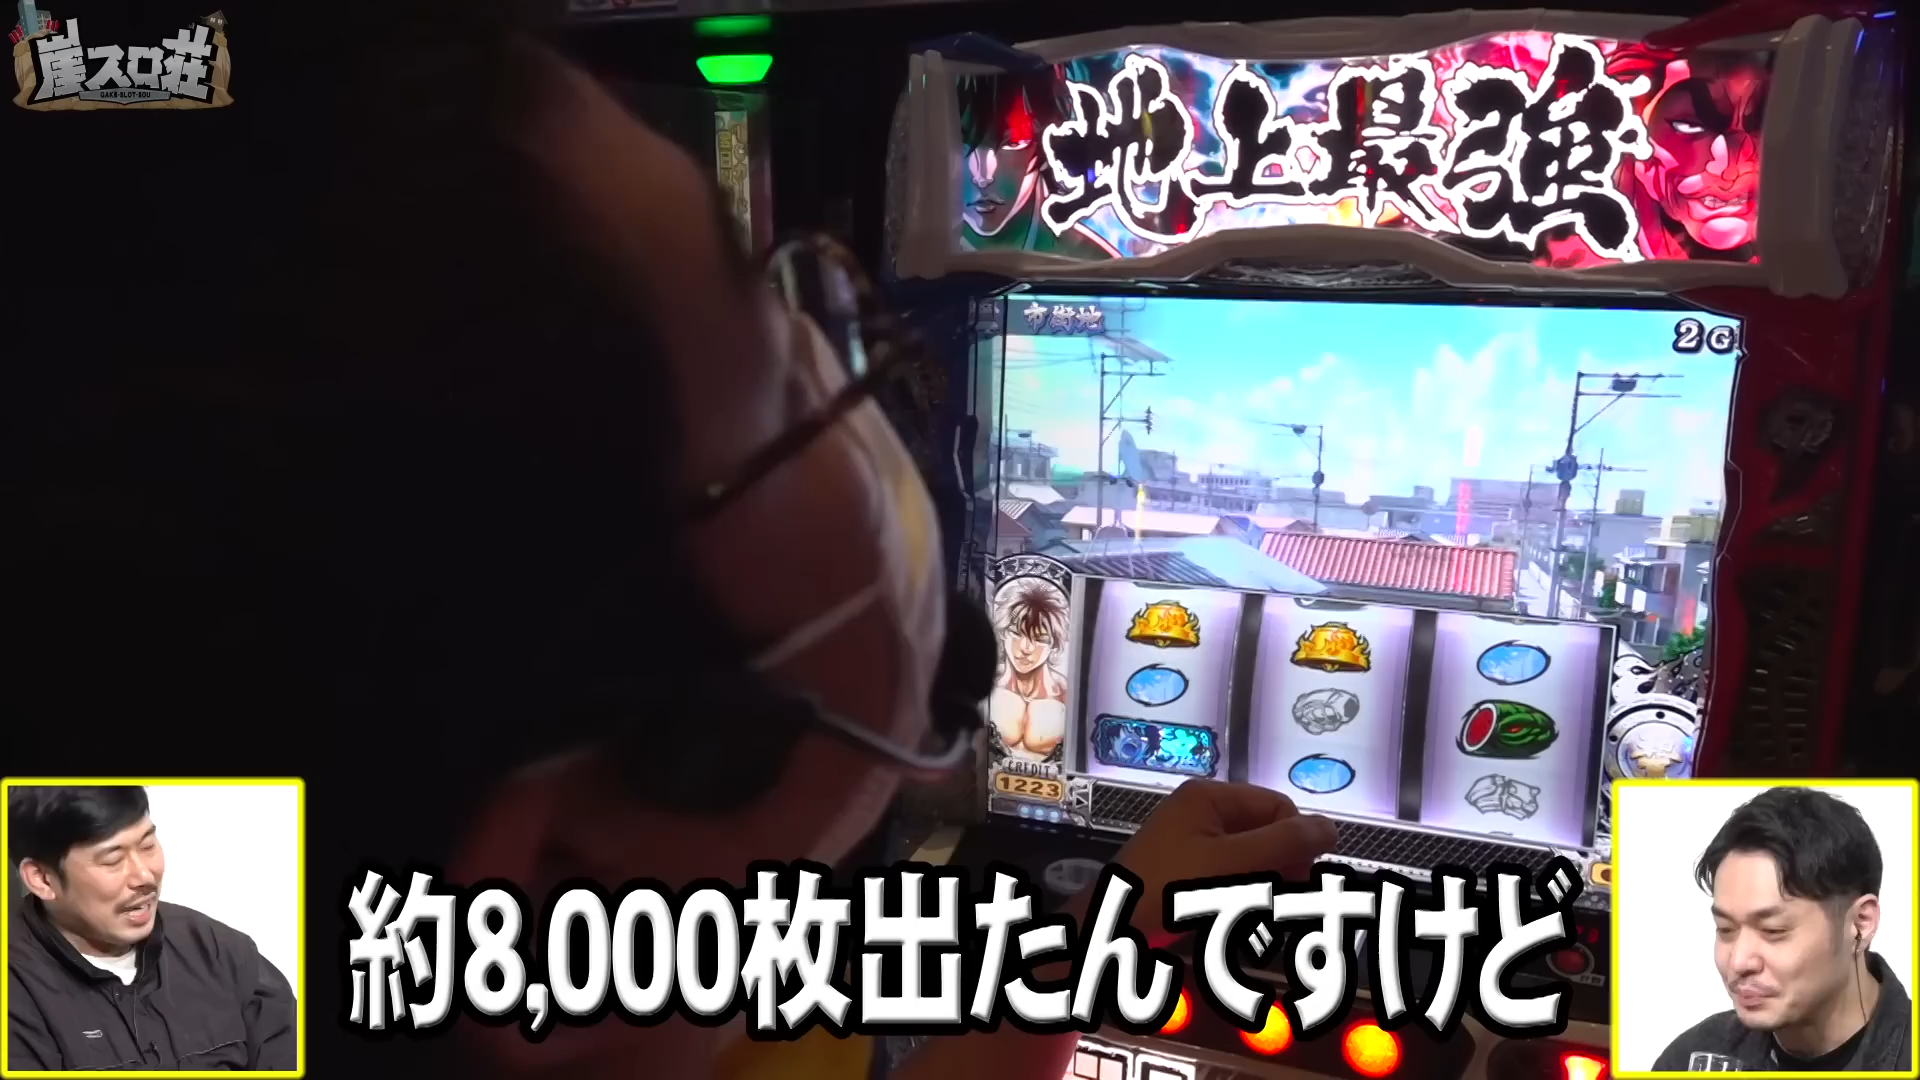 崖スロ荘
GAKE-SLOT-SOU
地上最強
市街地
2G
CREDIT
1223
約8,000枚出たんですけど